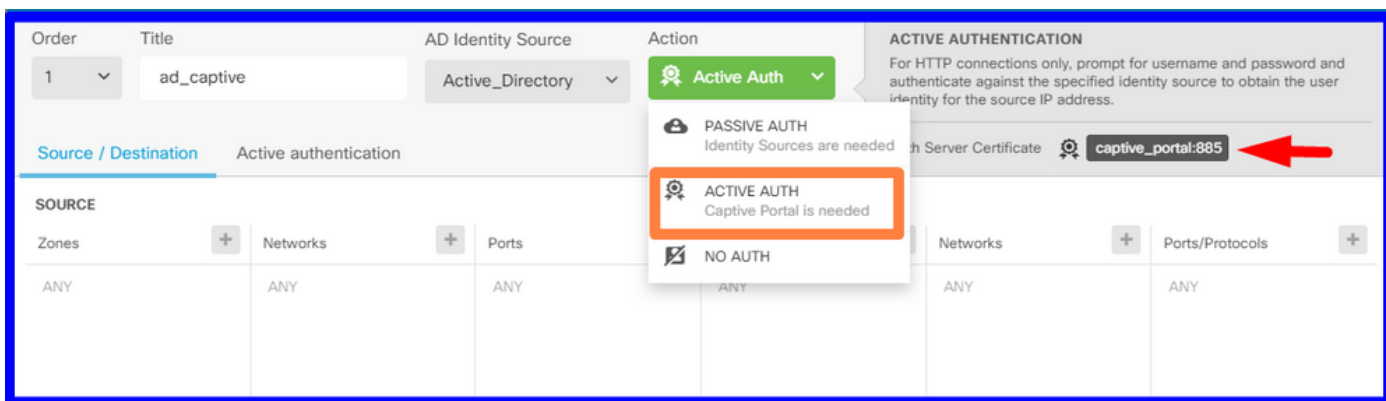 Order
Title
AD Identity Source
Action
1
ad_captive
Active_Directory
Active Auth
ACTIVE AUTHENTICATION
For HTTP connections only, prompt for username and password and
authenticate against the specified identity source to obtain the user
identity for the source IP address.
Source / Destination
Active authentication
PASSIVE AUTH
Identity Sources are needed
Server Certificate
captive_portal:885
ACTIVE AUTH
Captive Portal is needed
NO AUTH
SOURCE
Zones
Networks
Ports
Networks
Ports/Protocols
ANY
ANY
ANY
ANY
ANY
ANY